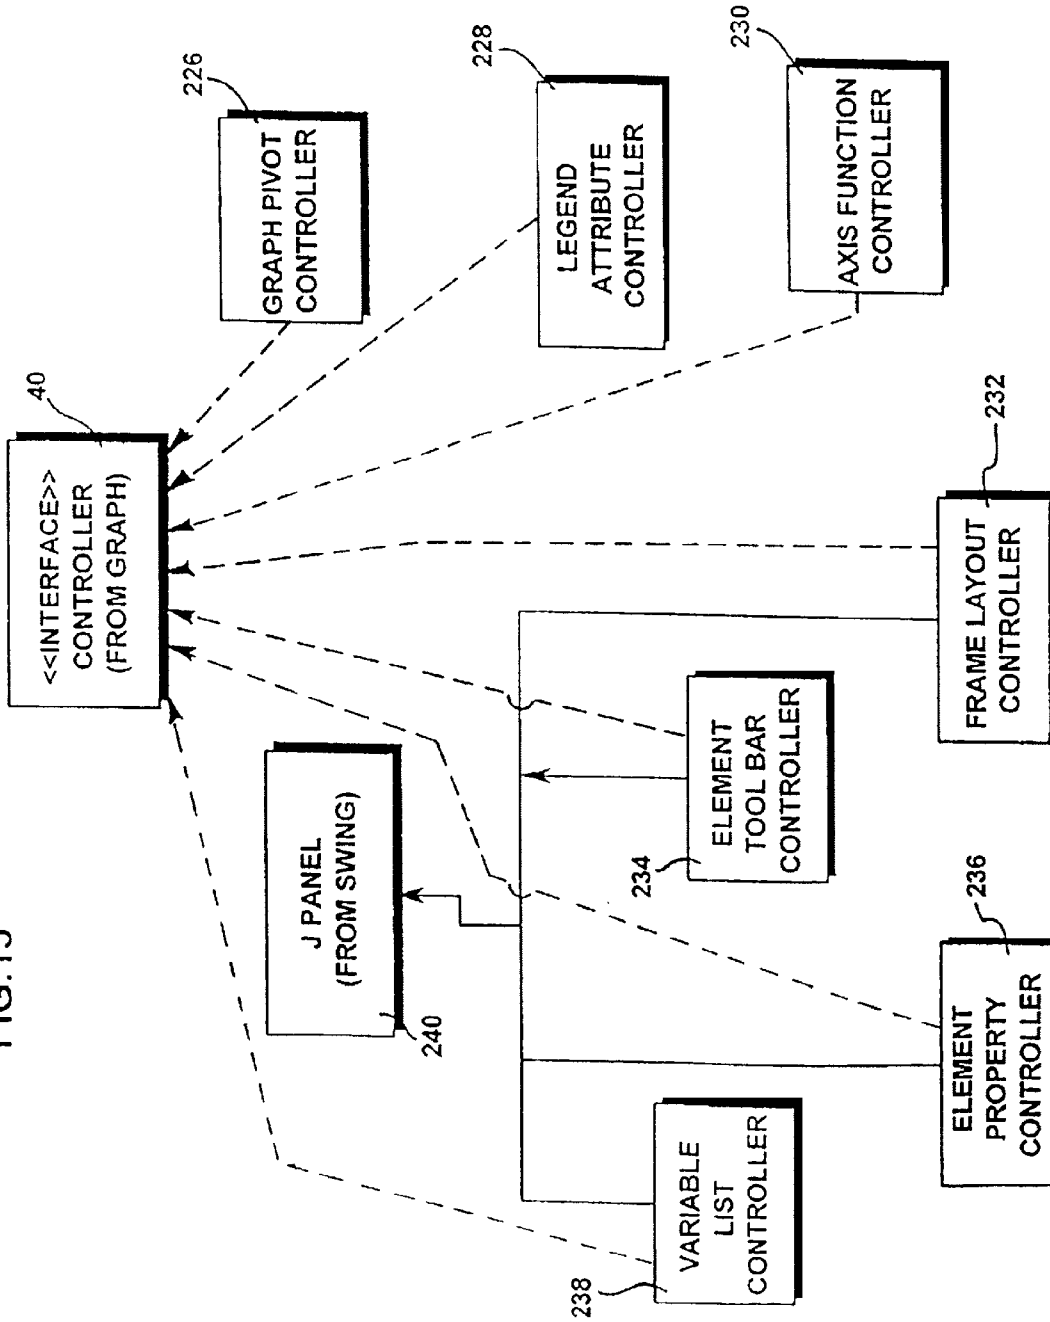 FIG.15
<<INTERFACE>>
CONTROLLER
(FROM GRAPH)
40
J PANEL
(FROM SWING)
240
GRAPH PIVOT
CONTROLLER
226
VARIABLE
LIST
CONTROLLER
238
ELEMENT
TOOL BAR
CONTROLLER
234
LEGEND
ATTRIBUTE
CONTROLLER
228
ELEMENT
PROPERTY
CONTROLLER
236
FRAME LAYOUT
CONTROLLER
232
AXIS FUNCTION
CONTROLLER
230